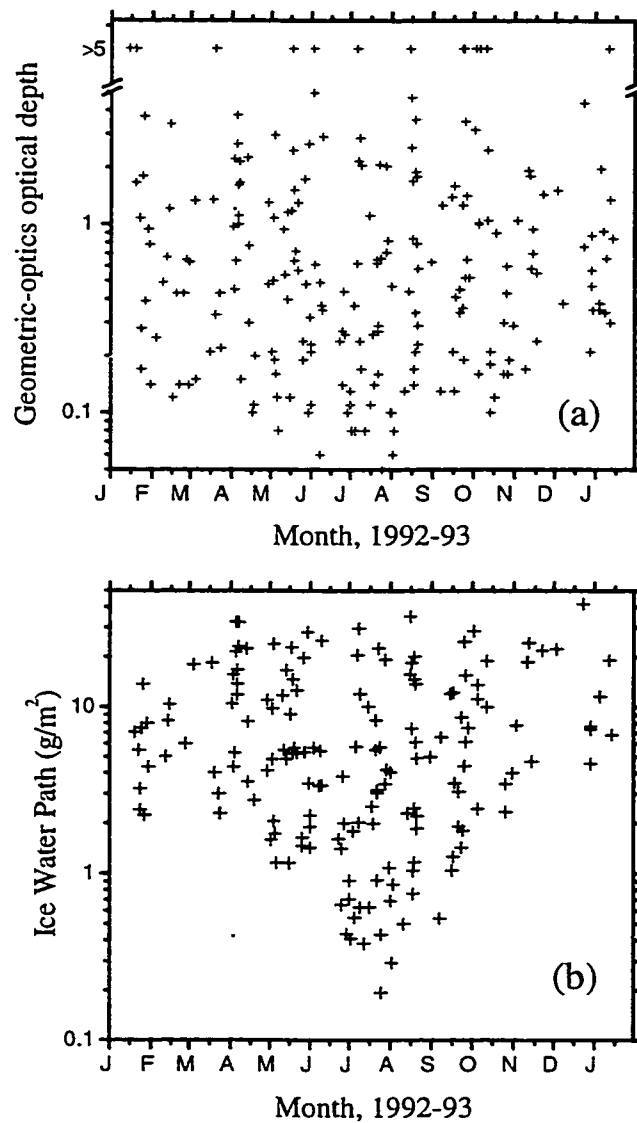 >5
Geometric-optics optical depth
1
0.1
(a)
J F M A M J J A S O N D J
Month, 1992-93
Ice Water Path (g/m²)
10
1
0.1
(b)
J F M A M J J A S O N D J
Month, 1992-93